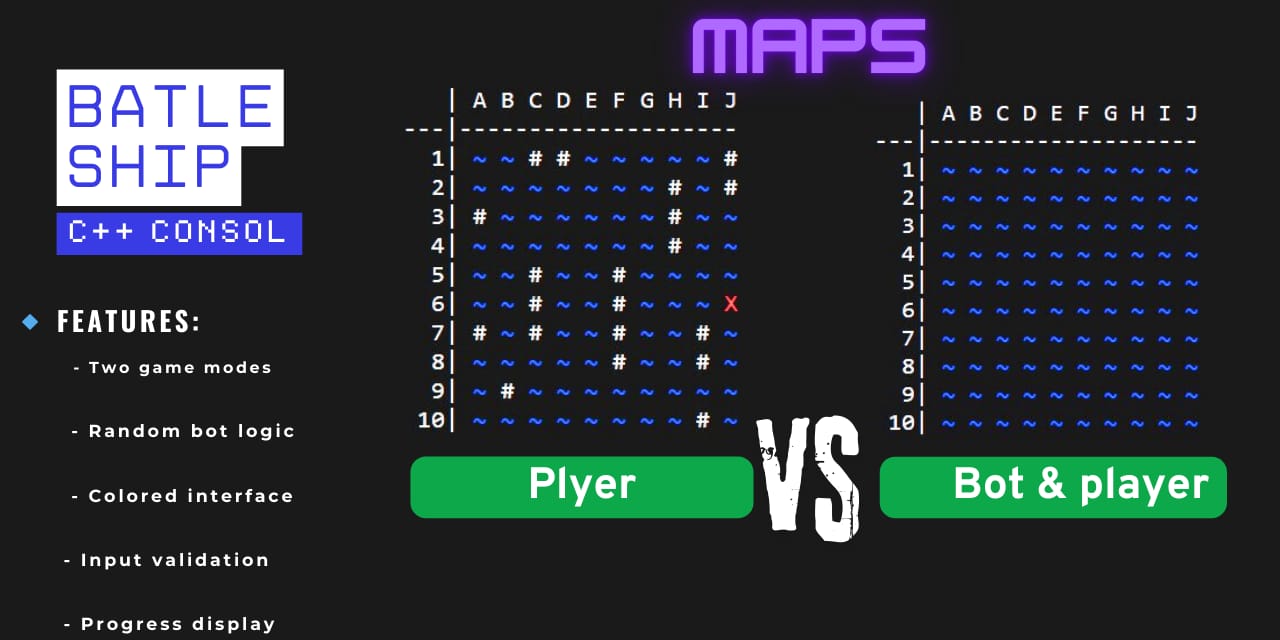 MAPS
BATLE
SHIP
C++ CONSOL
FEATURES:
- Two game modes
- Random bot logic
- Colored interface
- Input validation
- Progress display
| A B C D E F G H I J
---|--------------------
1| ~ ~ # # ~ ~ ~ ~ ~ #
2| ~ ~ ~ ~ ~ ~ ~ # ~ #
3| # ~ ~ ~ ~ ~ ~ # ~ ~
4| ~ ~ ~ ~ ~ ~ ~ # ~ ~
5| ~ ~ # ~ ~ # ~ ~ ~ ~
6| ~ ~ # ~ ~ # ~ ~ ~ X
7| # ~ # ~ ~ # ~ ~ # ~
8| ~ ~ ~ ~ ~ # ~ ~ # ~
9| ~ # ~ ~ ~ ~ ~ ~ ~ ~
10| ~ ~ ~ ~ ~ ~ ~ ~ # ~
Plyer
VS
| A B C D E F G H I J
---|--------------------
1| ~ ~ ~ ~ ~ ~ ~ ~ ~ ~
2| ~ ~ ~ ~ ~ ~ ~ ~ ~ ~
3| ~ ~ ~ ~ ~ ~ ~ ~ ~ ~
4| ~ ~ ~ ~ ~ ~ ~ ~ ~ ~
5| ~ ~ ~ ~ ~ ~ ~ ~ ~ ~
6| ~ ~ ~ ~ ~ ~ ~ ~ ~ ~
7| ~ ~ ~ ~ ~ ~ ~ ~ ~ ~
8| ~ ~ ~ ~ ~ ~ ~ ~ ~ ~
9| ~ ~ ~ ~ ~ ~ ~ ~ ~ ~
10| ~ ~ ~ ~ ~ ~ ~ ~ ~ ~
Bot & player